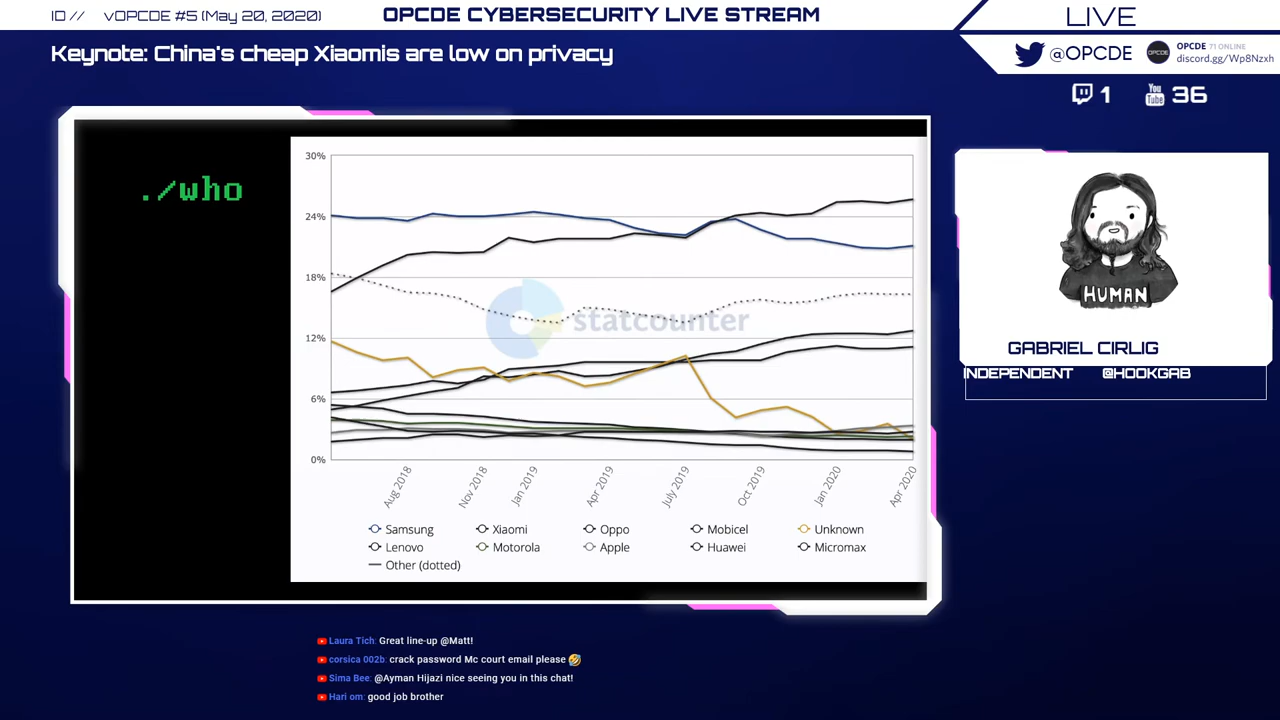 ID // vOPCDE #5 (May 20, 2020)
OPCDE CYBERSECURITY LIVE STREAM
LIVE
Keynote: China's cheap Xiaomis are low on privacy
@OPCDE
OPCDE
OPCDE 71 ONLINE
discord.gg/Wp8Nzxh
1
You Tube 36
./who
30%
24%
18%
12%
6%
0%
statcounter
Aug 2018
Nov 2018
Jan 2019
Apr 2019
July 2019
Oct 2019
Jan 2020
Apr 2020
Samsung Xiaomi Oppo Mobicel Unknown
Lenovo Motorola Apple Huawei Micromax
Other (dotted)
HUMAN
GABRIEL CIRLIG
INDEPENDENT @HOOKGAB
Laura Tich: Great line-up @Matt!
corsica 002b: crack password Mc court email please 🤣
Sima Bee: @Ayman Hijazi nice seeing you in this chat!
Hari om: good job brother